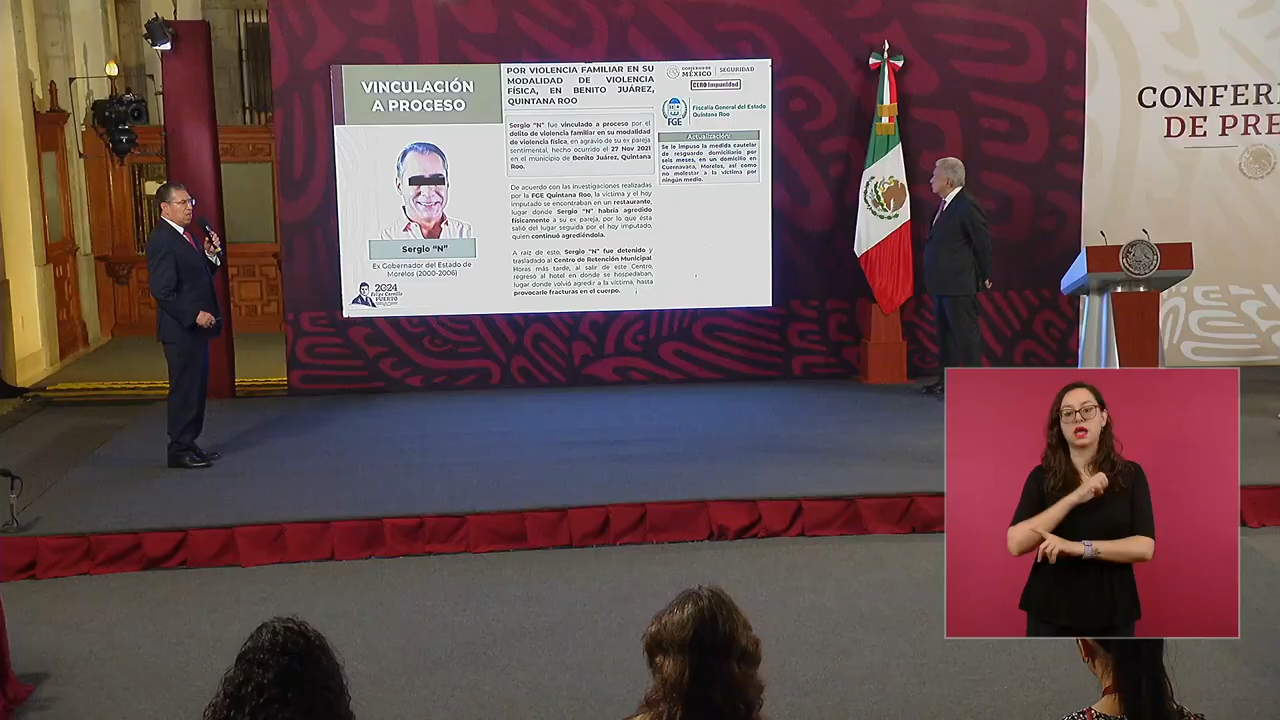 VINCULACIÓN
A PROCESO
Sergio "N"
Ex Gobernador del Estado de
Morelos (2000-2006)
2024
Felipe Carrillo
PUERTO
POR VIOLENCIA FAMILIAR EN SU
MODALIDAD DE VIOLENCIA
FÍSICA, EN BENITO JUÁREZ,
QUINTANA ROO
Sergio "N" fue vinculado a proceso por el
delito de violencia familiar en su modalidad
de violencia física, en agravio de su ex pareja
sentimental, hecho ocurrido el 27 Nov 2021
en el municipio de Benito Juárez, Quintana
Roo.
De acuerdo con las investigaciones realizadas
por la FGE Quintana Roo, la víctima y el hoy
imputado se encontraban en un restaurante,
lugar donde Sergio "N" habría agredido
físicamente a su ex pareja, por lo que ésta
salió del lugar seguida por el hoy imputado,
quien continuó agrediéndola.
A raíz de esto, Sergio "N" fue detenido y
trasladado al Centro de Retención Municipal
Horas más tarde, al salir de este Centro,
regresó al hotel en donde se hospedaban,
lugar donde volvió agredir a la víctima, hasta
provocarle fracturas en el cuerpo.
GOBIERNO DE
MÉXICO
SEGURIDAD
CERO Impunidad
FGE
Fiscalía General del Estado
Quintana Roo
Actualización:
Se le impuso la medida cautelar
de resguardo domiciliario por
seis meses, en un domicilio en
Cuernavaca, Morelos, así como
no molestar a la víctima por
ningún medio.
CONFER
DE PRE